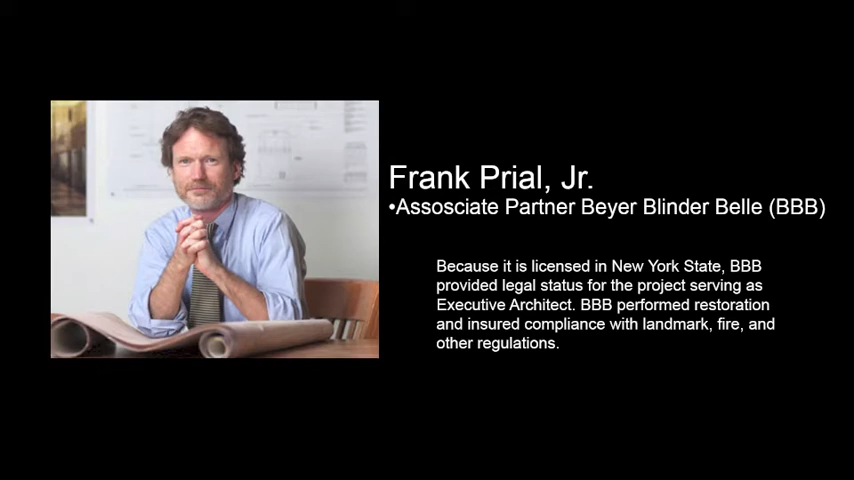 Frank Prial, Jr.
•Assosciate Partner Beyer Blinder Belle (BBB)
Because it is licensed in New York State, BBB
provided legal status for the project serving as
Executive Architect. BBB performed restoration
and insured compliance with landmark, fire, and
other regulations.